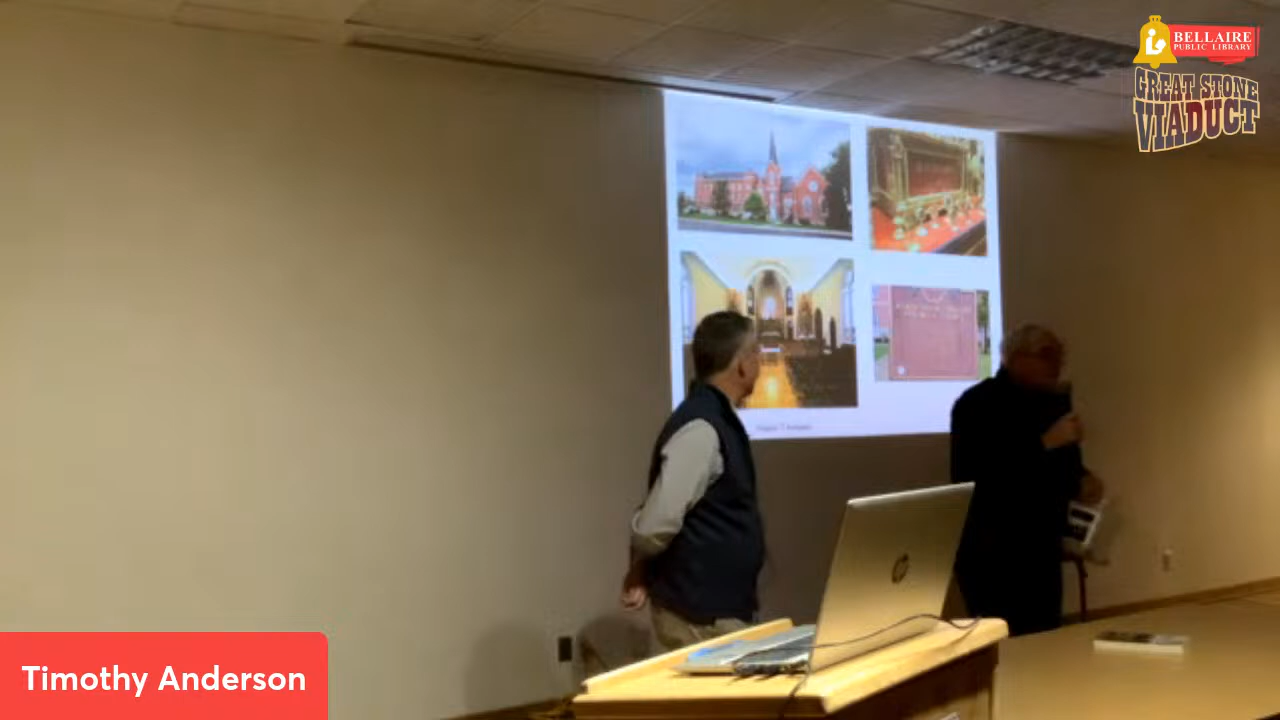 BELLAIRE
PUBLIC LIBRARY
GREAT STONE
VIADUCT
Timothy Anderson